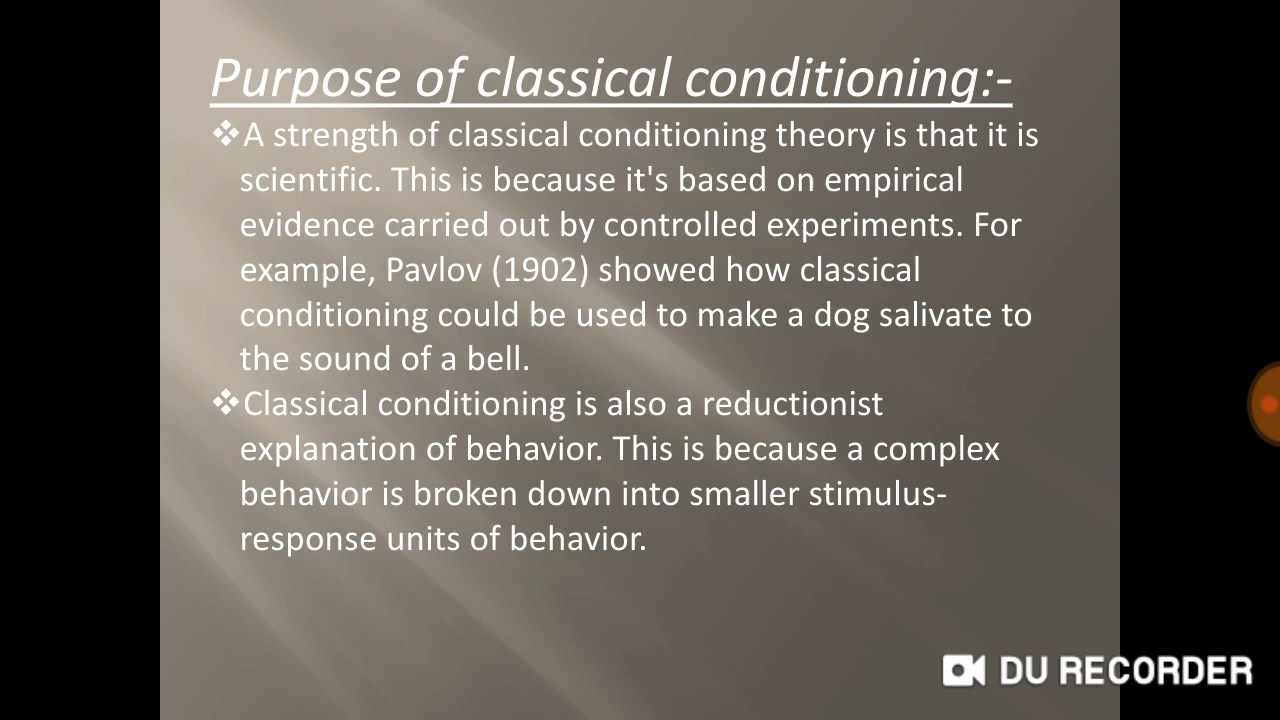 Purpose of classical conditioning:-
❖A strength of classical conditioning theory is that it is
scientific. This is because it's based on empirical
evidence carried out by controlled experiments. For
example, Pavlov (1902) showed how classical
conditioning could be used to make a dog salivate to
the sound of a bell.
❖Classical conditioning is also a reductionist
explanation of behavior. This is because a complex
behavior is broken down into smaller stimulus-
response units of behavior.
DU RECORDER